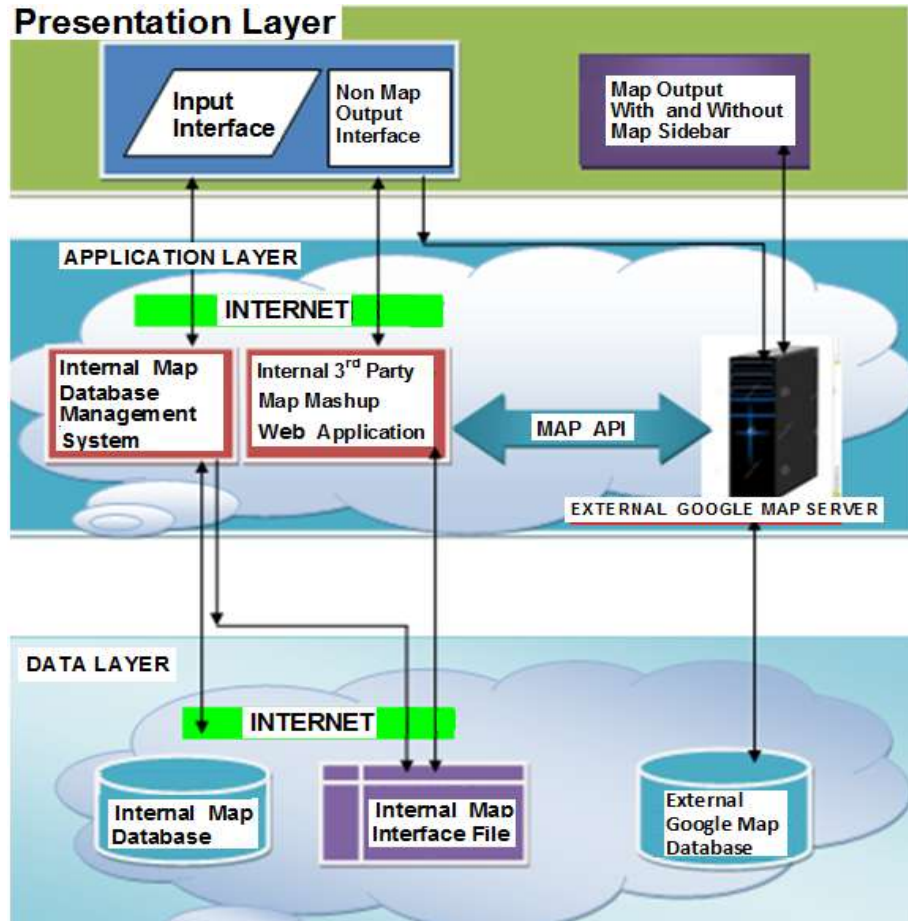 Presentation Layer
Input
Interface
Non Map
Output
Interface
Map Output
With and Without
Map Sidebar
APPLICATION LAYER
INTERNET
Internal Map
Database
Management
System
Internal 3rd Party
Map Mashup
Web Application
MAP API
EXTERNAL GOOGLE MAP SERVER
DATA LAYER
INTERNET
Internal Map
Database
Internal Map
Interface File
External
Google Map
Database